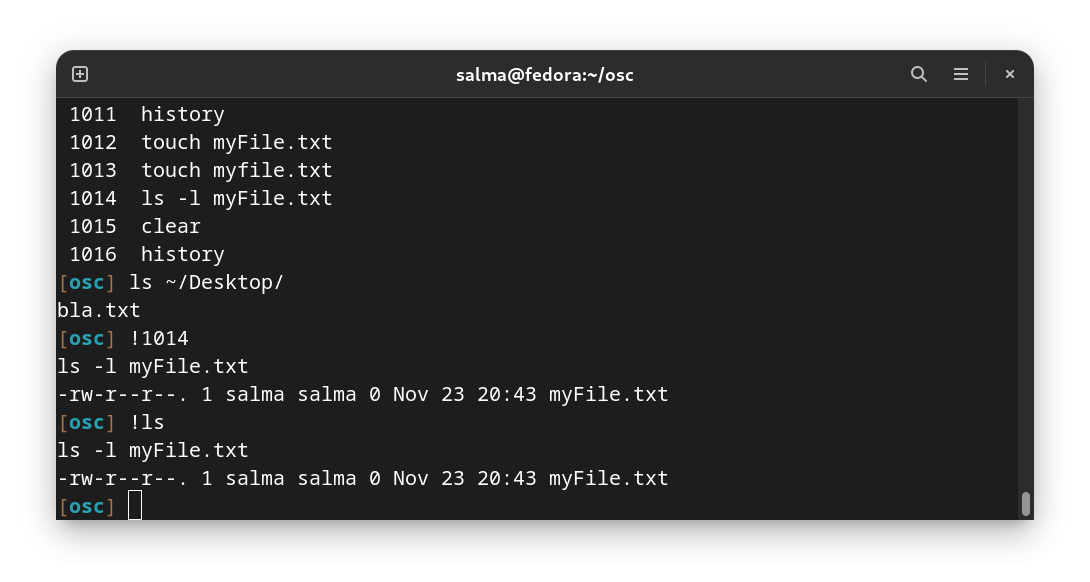 salma@fedora:~/osc
1011  history
1012  touch myFile.txt
1013  touch myfile.txt
1014  ls -l myFile.txt
1015  clear
1016  history
[osc] ls ~/Desktop/
bla.txt
[osc] !1014
ls -l myFile.txt
-rw-r--r--. 1 salma salma 0 Nov 23 20:43 myFile.txt
[osc] !ls
ls -l myFile.txt
-rw-r--r--. 1 salma salma 0 Nov 23 20:43 myFile.txt
[osc]